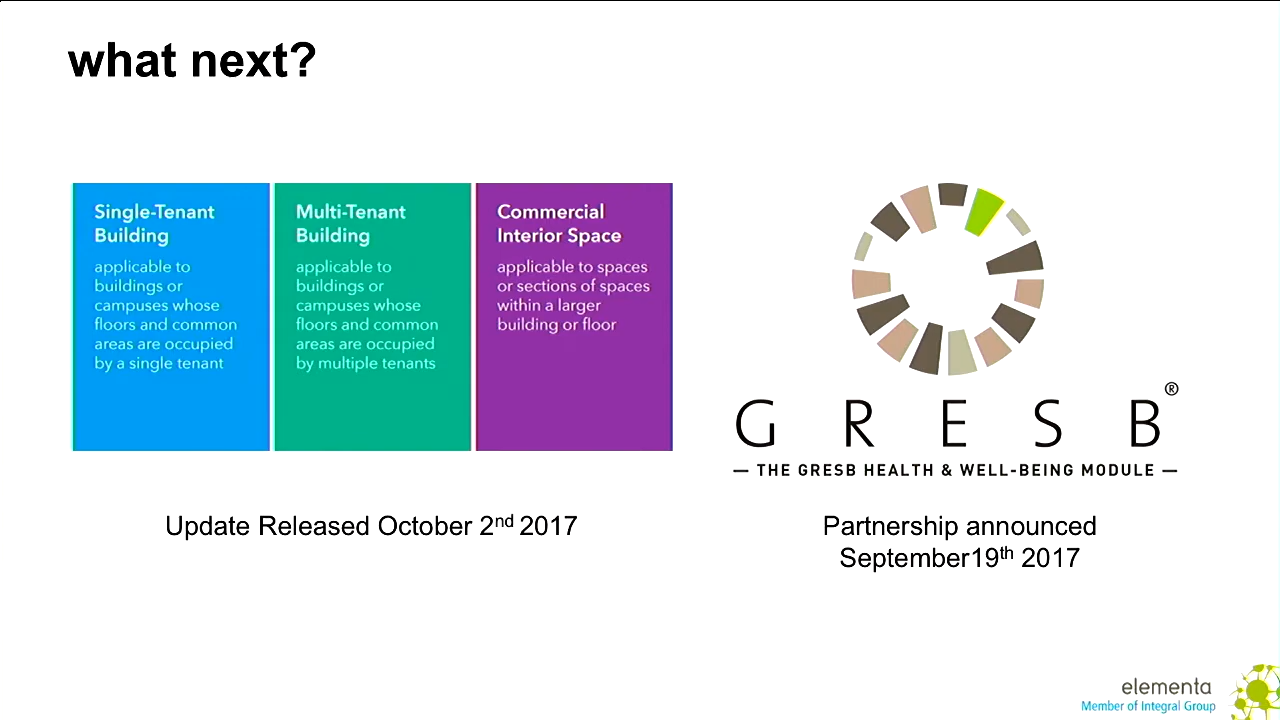 what next?
Single-Tenant
Building
applicable to
buildings or
campuses whose
floors and common
areas are occupied
by a single tenant
Multi-Tenant
Building
applicable to
buildings or
campuses whose
floors and common
areas are occupied
by multiple tenants
Commercial
Interior Space
applicable to spaces
or sections of spaces
within a larger
building or floor
G R E S B®
— THE GRESB HEALTH & WELL-BEING MODULE —
Update Released October 2nd 2017
Partnership announced
September19th 2017
elementa
Member of Integral Group